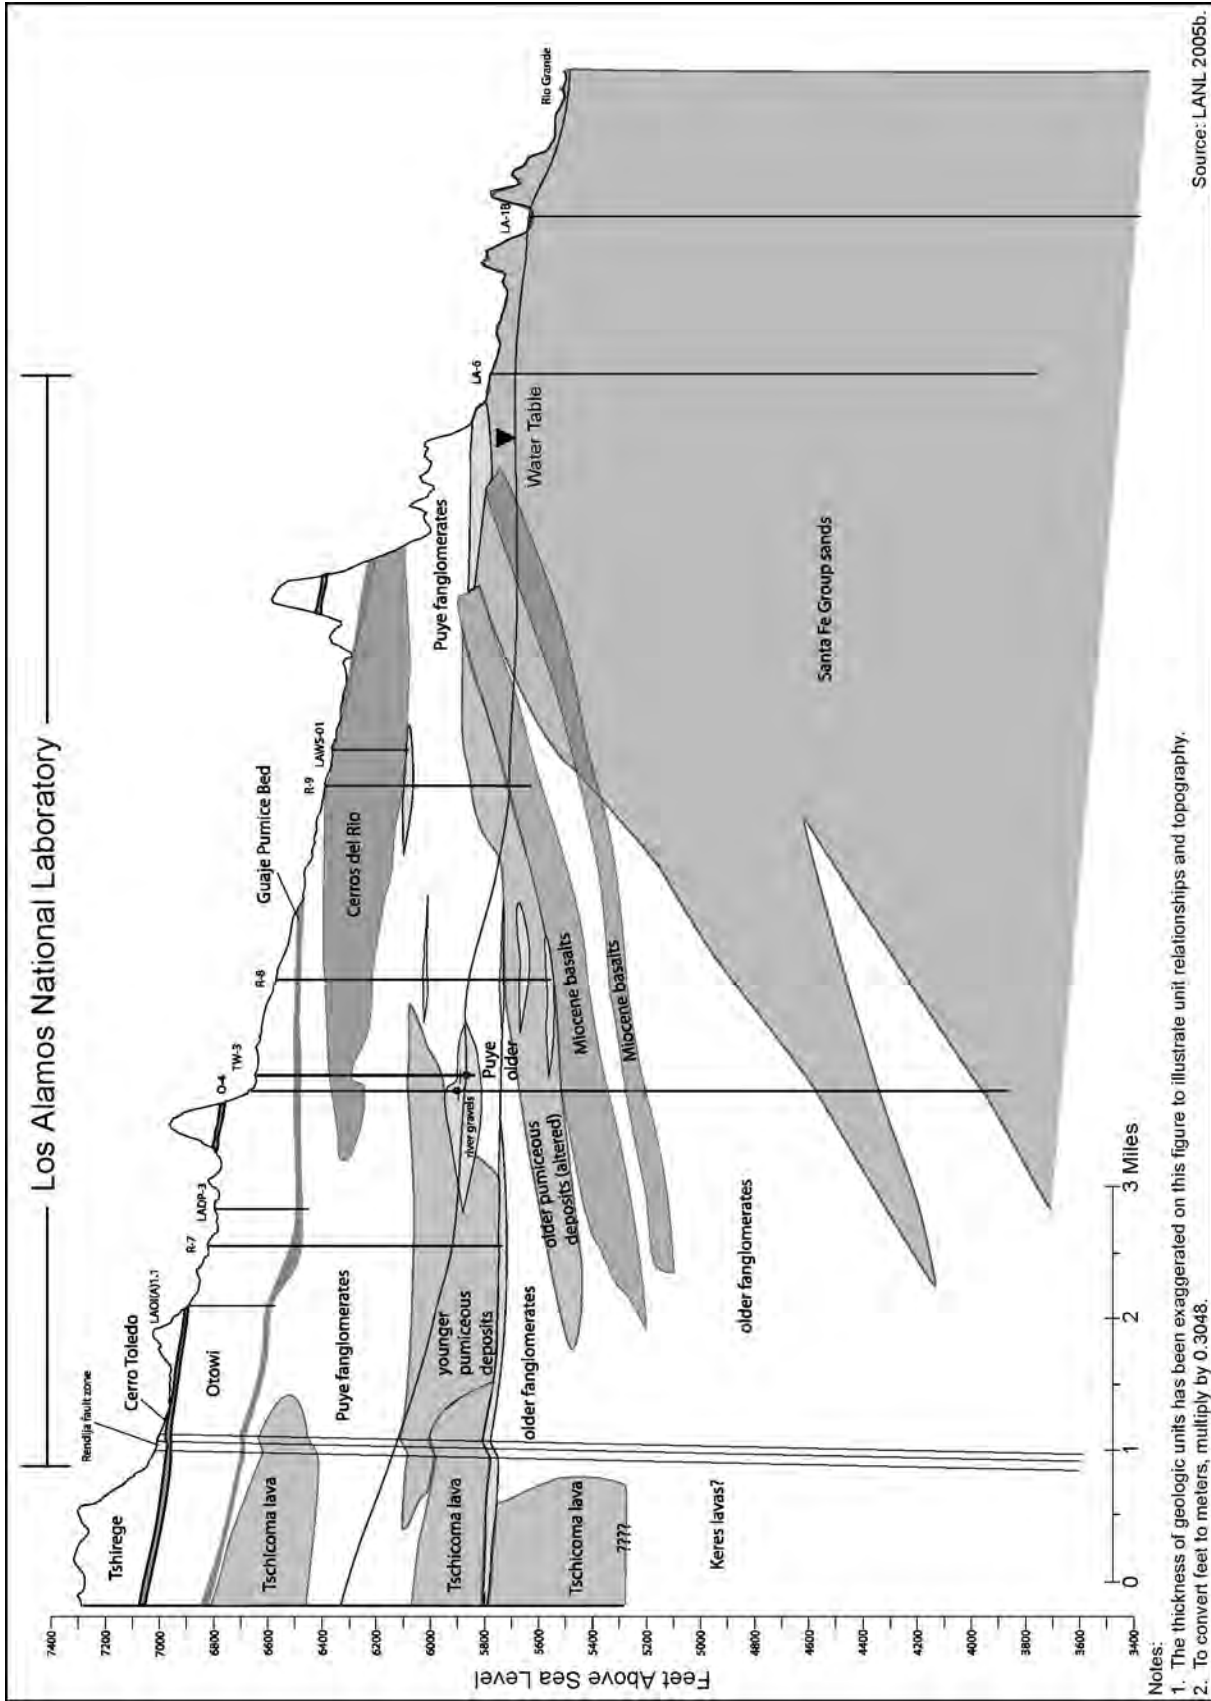 Los Alamos National Laboratory
Rendija fault zone
Cerro Toledo
LAOI(A)1.1
R-7
LADP-3
O-4
TW-3
R-8
Guaje Pumice Bed
R-9
LAWS-01
LA-6
LA-1B
Rio Grande
Tshirege
Otowi
Tschicoma lava
Puye fanglomerates
Cerros del Rio
Puye fanglomerates
Tschicoma lava
younger
pumiceous
deposits
river gravels
Puye
older
Water Table
older fanglomerates
older pumiceous
deposits (altered)
Miocene basalts
Miocene basalts
Tschicoma lava
????
Keres lavas?
older fanglomerates
Santa Fe Group sands
Feet Above Sea Level
7400
7200
7000
6800
6600
6400
6200
6000
5800
5600
5400
5200
5000
4800
4600
4400
4200
4000
3800
3600
3400
0
1
2
3 Miles
Notes:
1. The thickness of geologic units has been exaggerated on this figure to illustrate unit relationships and topography.
2. To convert feet to meters, multiply by 0.3048.
Source: LANL 2005b.